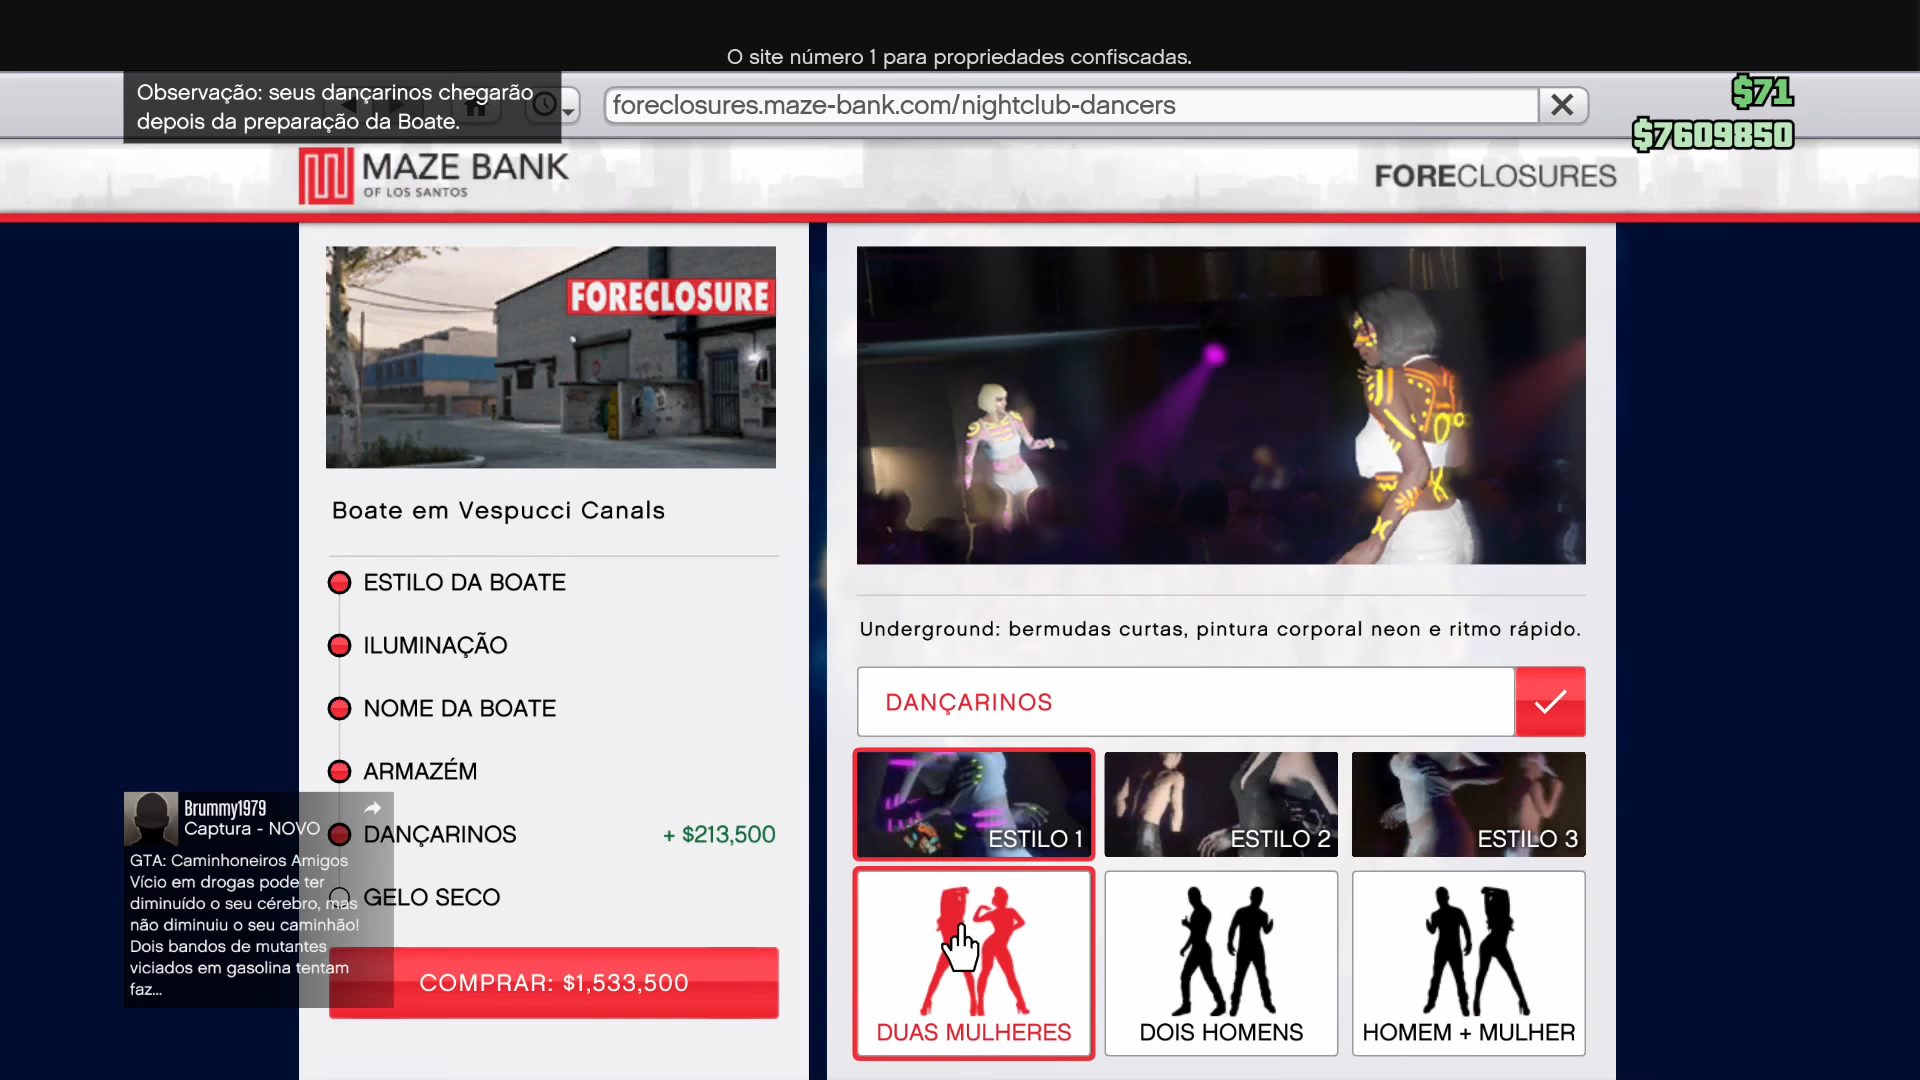 O site número 1 para propriedades confiscadas.
Observação: seus dançarinos chegarão
depois da preparação da Boate.
foreclosures.maze-bank.com/nightclub-dancers
$71
$7609850
MAZE BANK
OF LOS SANTOS
FORECLOSURES
FORECLOSURE
Boate em Vespucci Canals
ESTILO DA BOATE
ILUMINAÇÃO
NOME DA BOATE
ARMAZÉM
DANÇARINOS + $213,500
GELO SECO
COMPRAR: $1,533,500
Brummy1979
Captura - NOVO
GTA: Caminhoneiros Amigos
Vício em drogas pode ter
diminuído o seu cérebro, mas
não diminuiu o seu caminhão!
Dois bandos de mutantes
viciados em gasolina tentam
faz...
Underground: bermudas curtas, pintura corporal neon e ritmo rápido.
DANÇARINOS
ESTILO 1
ESTILO 2
ESTILO 3
DUAS MULHERES
DOIS HOMENS
HOMEM + MULHER